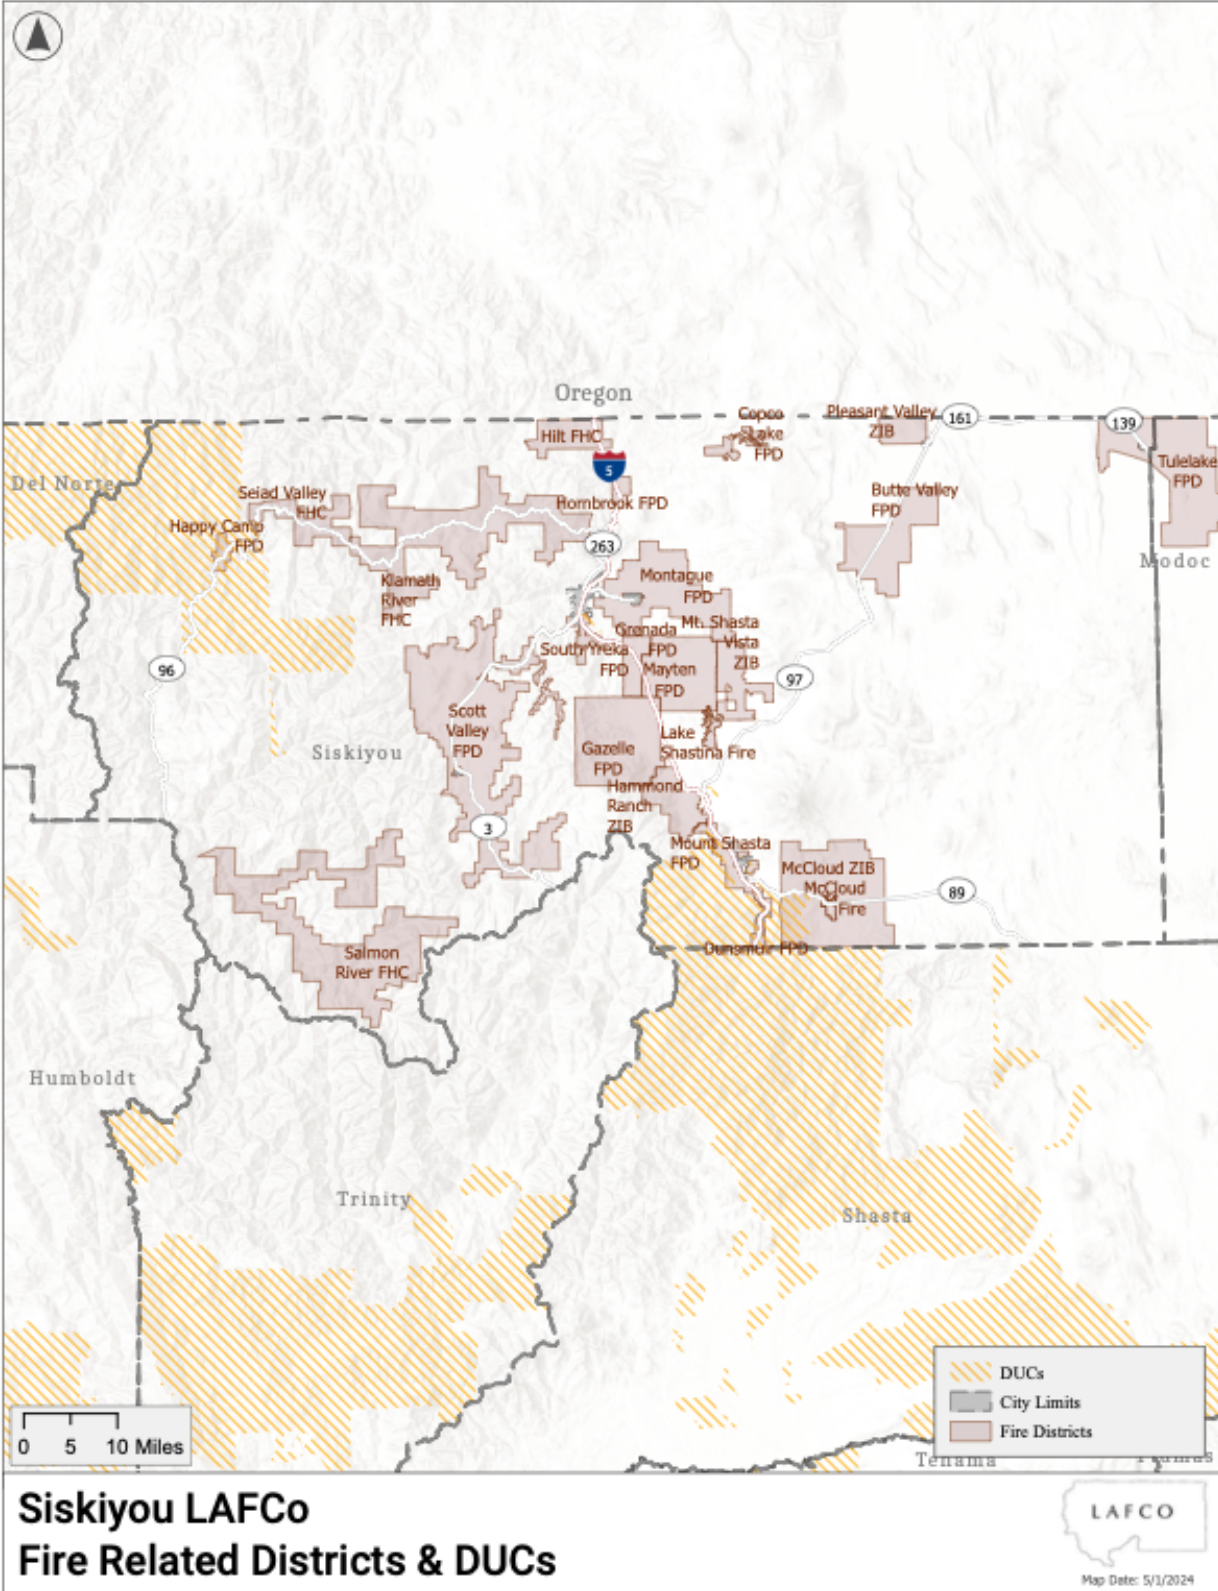 Oregon
Copco
Lake
FPD
Pleasant Valley
ZIB
161
139
Hilt FHC
5
Tulelake
FPD
Del Norte
Seiad Valley
FHC
Hornbrook FPD
Butte Valley
FPD
Happy Camp
FPD
263
Modoc
Klamath
River
FHC
Montague
FPD
Grenada
FPD
Mt. Shasta
Vista
ZIB
South Yreka
FPD
Mayten
FPD
96
97
Scott
Valley
FPD
Siskiyou
Gazelle
FPD
Lake
Shastina Fire
Hammond
Ranch
ZIB
3
Mount Shasta
FPD
McCloud ZIB
McCloud
Fire
89
Dunsmuir FPD
Salmon
River FHC
Humboldt
Trinity
Shasta
DUCs
City Limits
Fire Districts
0 5 10 Miles
Tehama
Siskiyou LAFCo
Fire Related Districts & DUCs
LAFCO
Map Date: 5/1/2024